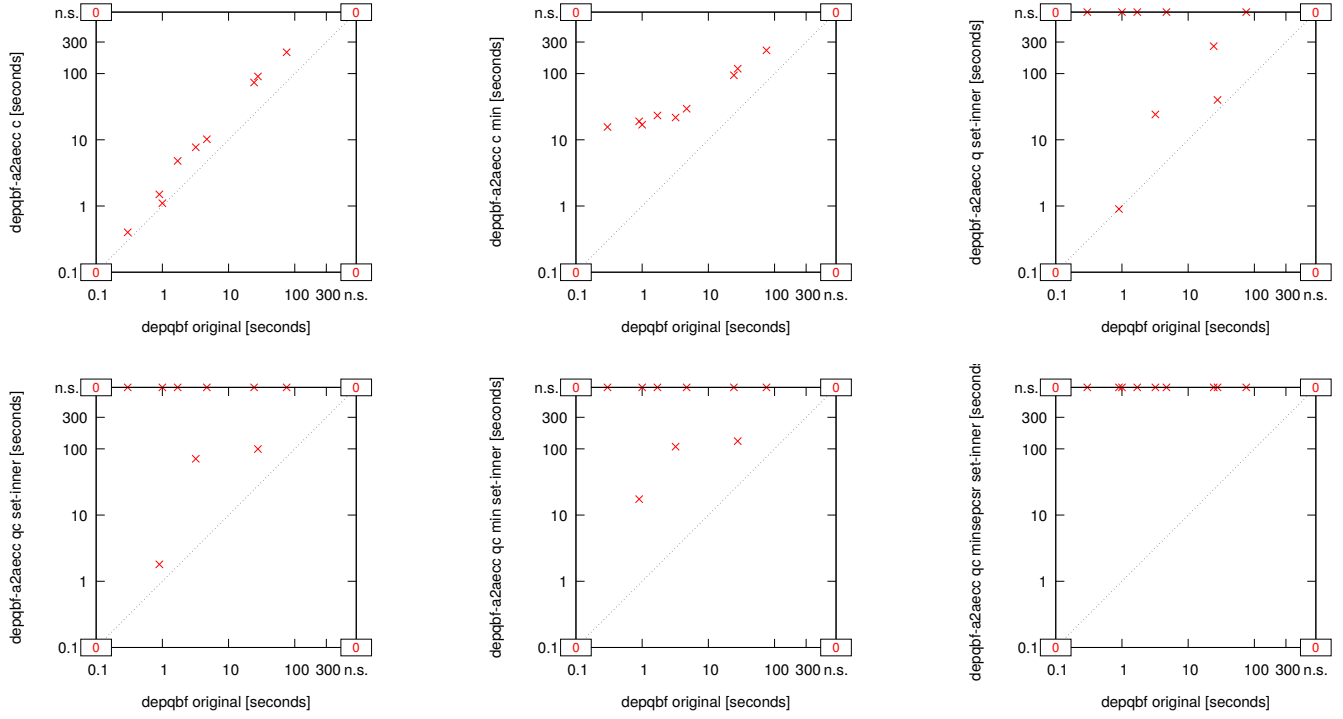 n.s. 0 0
300
100
10
1
0.1 0 0
0.1 1 10 100 300 n.s.
depqbf original [seconds]
depqbf-a2aecc c [seconds]
n.s. 0 0
300
100
10
1
0.1 0 0
0.1 1 10 100 300 n.s.
depqbf original [seconds]
depqbf-a2aecc c min [seconds]
n.s. 0 0
300
100
10
1
0.1 0 0
0.1 1 10 100 300 n.s.
depqbf original [seconds]
depqbf-a2aecc q set-inner [seconds]
n.s. 0 0
300
100
10
1
0.1 0 0
0.1 1 10 100 300 n.s.
depqbf original [seconds]
depqbf-a2aecc qc set-inner [seconds]
n.s. 0 0
300
100
10
1
0.1 0 0
0.1 1 10 100 300 n.s.
depqbf original [seconds]
depqbf-a2aecc qc min set-inner [seconds]
n.s. 0 0
300
100
10
1
0.1 0 0
0.1 1 10 100 300 n.s.
depqbf original [seconds]
depqbf-a2aecc qc minsepcsr set-inner [second